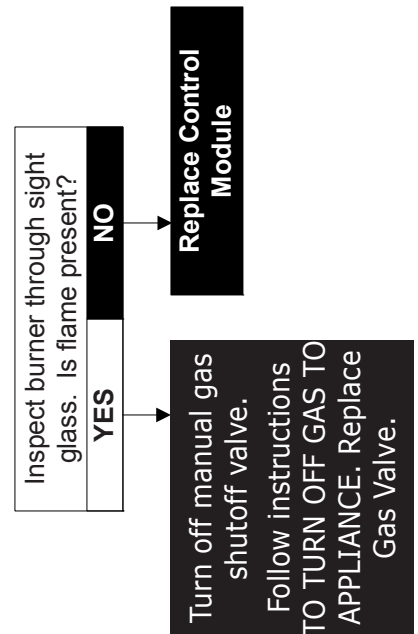 Inspect burner through sight
glass. Is flame present?
YES
NO
Turn off manual gas
shutoff valve.
Follow instructions
TO TURN OFF GAS TO
APPLIANCE. Replace
Gas Valve.
Replace Control
Module